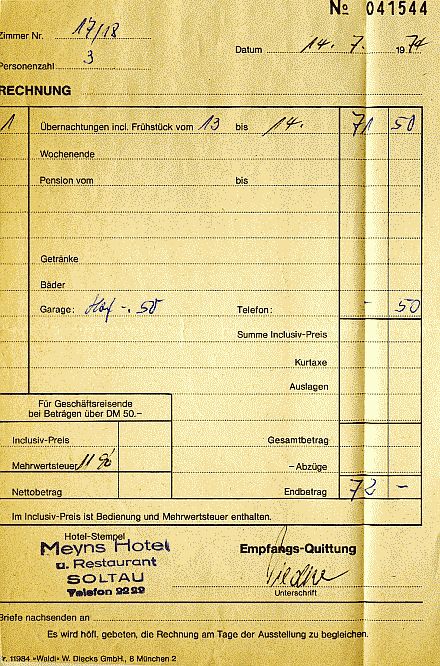 Nº 041544
Zimmer Nr. 17/18
Datum 14. 7. 1974
Personenzahl 3
RECHNUNG
1 Übernachtungen incl. Frühstück vom 13 bis 14. 71 50
Wochenende
Pension vom bis
Getränke
Bäder
Garage: Hof -. 50 Telefon: - 50
Summe Inclusiv-Preis
Kurtaxe
Auslagen
Für Geschäftsreisende
bei Beträgen über DM 50.–
Inclusiv-Preis Gesamtbetrag
Mehrwertsteuer 11 % – Abzüge
Nettobetrag Endbetrag 72 -
Im Inclusiv-Preis ist Bedienung und Mehrwertsteuer enthalten.
Hotel-Stempel
Meyns Hotel
u. Restaurant
SOLTAU
Telefon 2229
Empfangs-Quittung
Unterschrift
Briefe nachsenden an
Es wird höfl. gebeten, die Rechnung am Tage der Ausstellung zu begleichen.
Nr. 11984 »Waldi« W. Diecks GmbH., 8 München 2